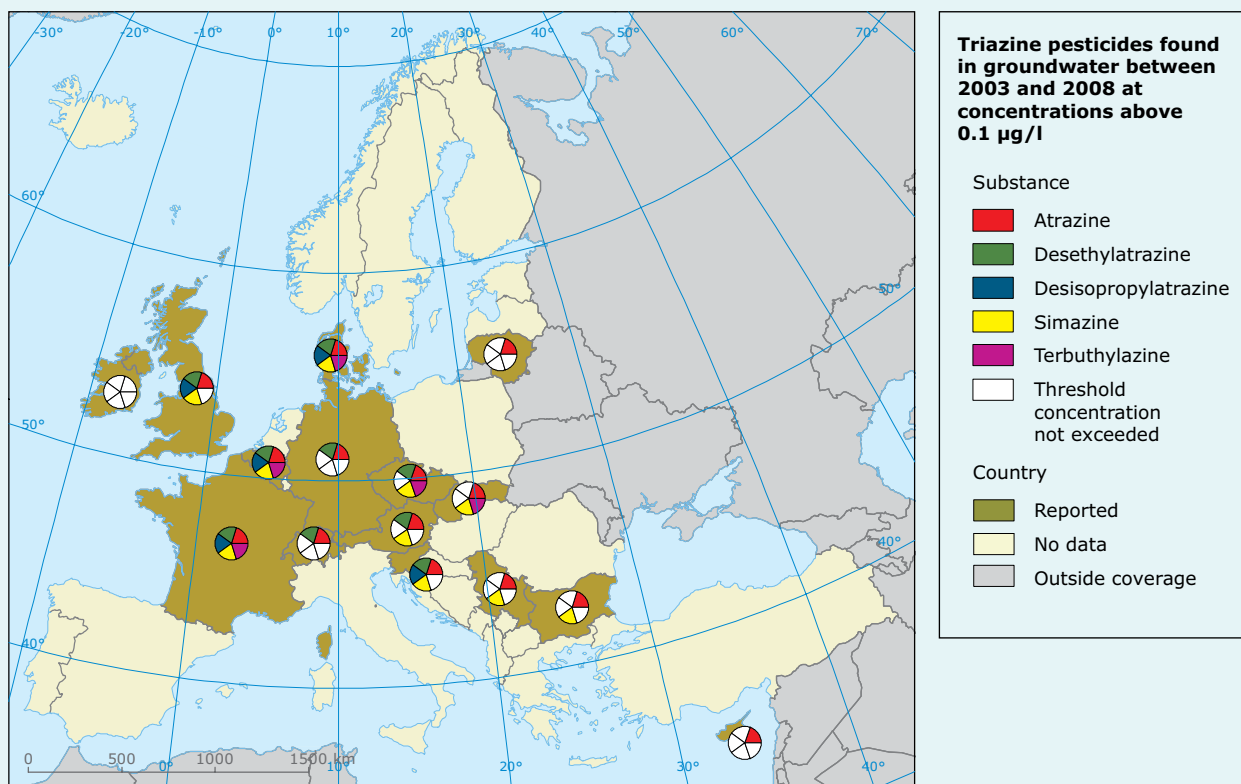 -30°
-20°
-10°
0°
10°
20°
30°
40°
50°
60°
70°
60°
50°
50°
40°
40°
0
500
1000
1500 km
0°
10°
20°
30°
40°
Triazine pesticides found
in groundwater between
2003 and 2008 at
concentrations above
0.1 µg/l
Substance
Atrazine
Desethylatrazine
Desisopropylatrazine
Simazine
Terbuthylazine
Threshold
concentration
not exceeded
Country
Reported
No data
Outside coverage